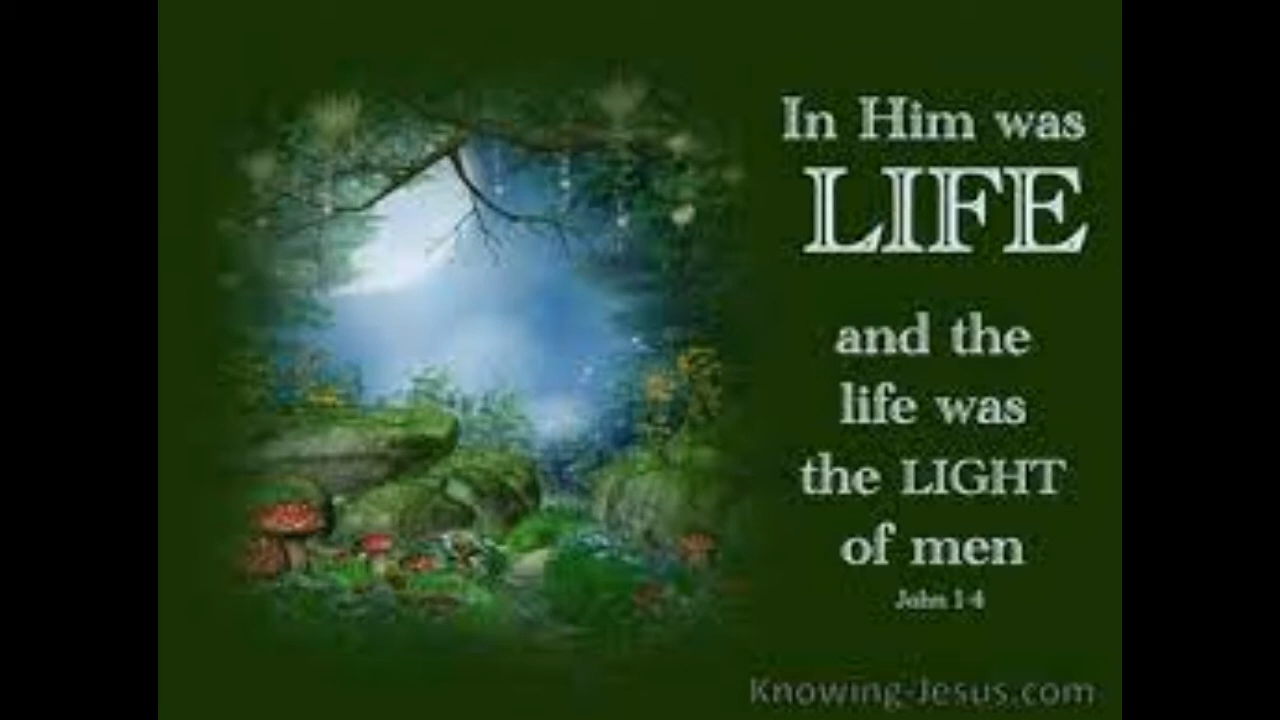 In Him was
LIFE
and the
life was
the LIGHT
of men
John 1-4
Knowing-Jesus.com